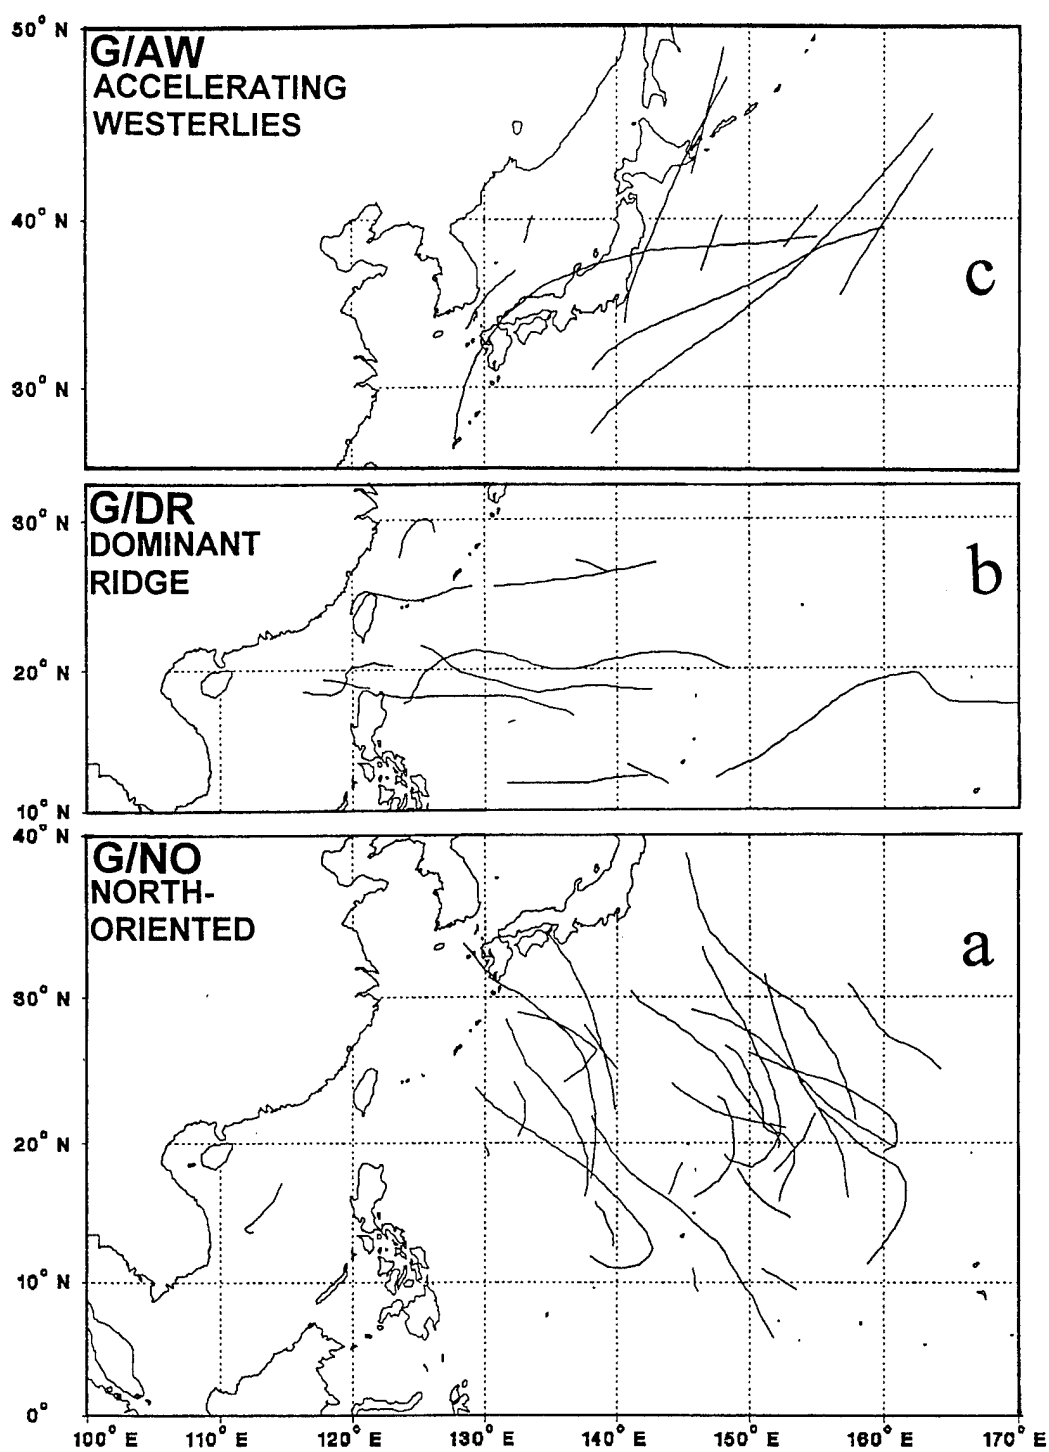 50° N
G/AW
ACCELERATING
WESTERLIES
40° N
c
30° N
G/DR
30° N
DOMINANT
RIDGE
b
20° N
10° N
40° N
G/NO
NORTH-
ORIENTED
a
30° N
20° N
10° N
0°
100° E 110° E 120° E 130° E 140° E 150° E 160° E 170° E